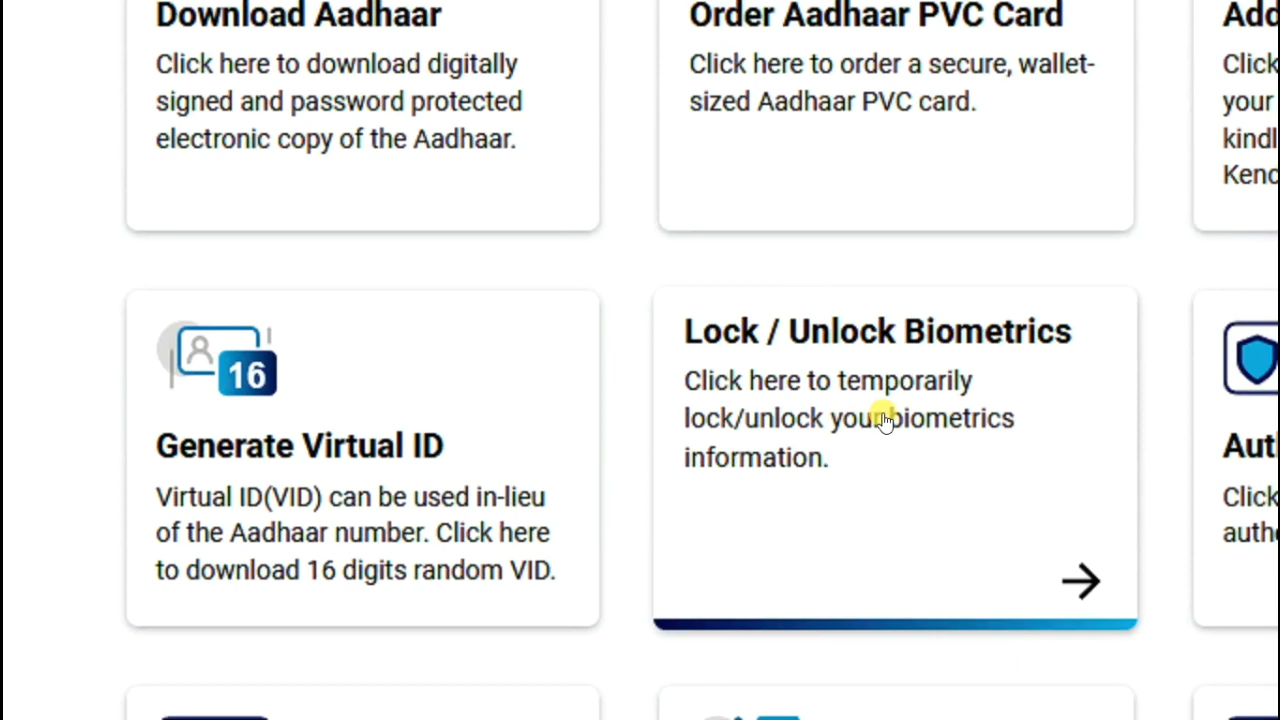 Download Aadhaar
Click here to download digitally
signed and password protected
electronic copy of the Aadhaar.
Order Aadhaar PVC Card
Click here to order a secure, wallet-
sized Aadhaar PVC card.
Click
your
16
Generate Virtual ID
Virtual ID(VID) can be used in-lieu
of the Aadhaar number. Click here
to download 16 digits random VID.
Lock / Unlock Biometrics
Click here to temporarily
lock/unlock your biometrics
information.
Click